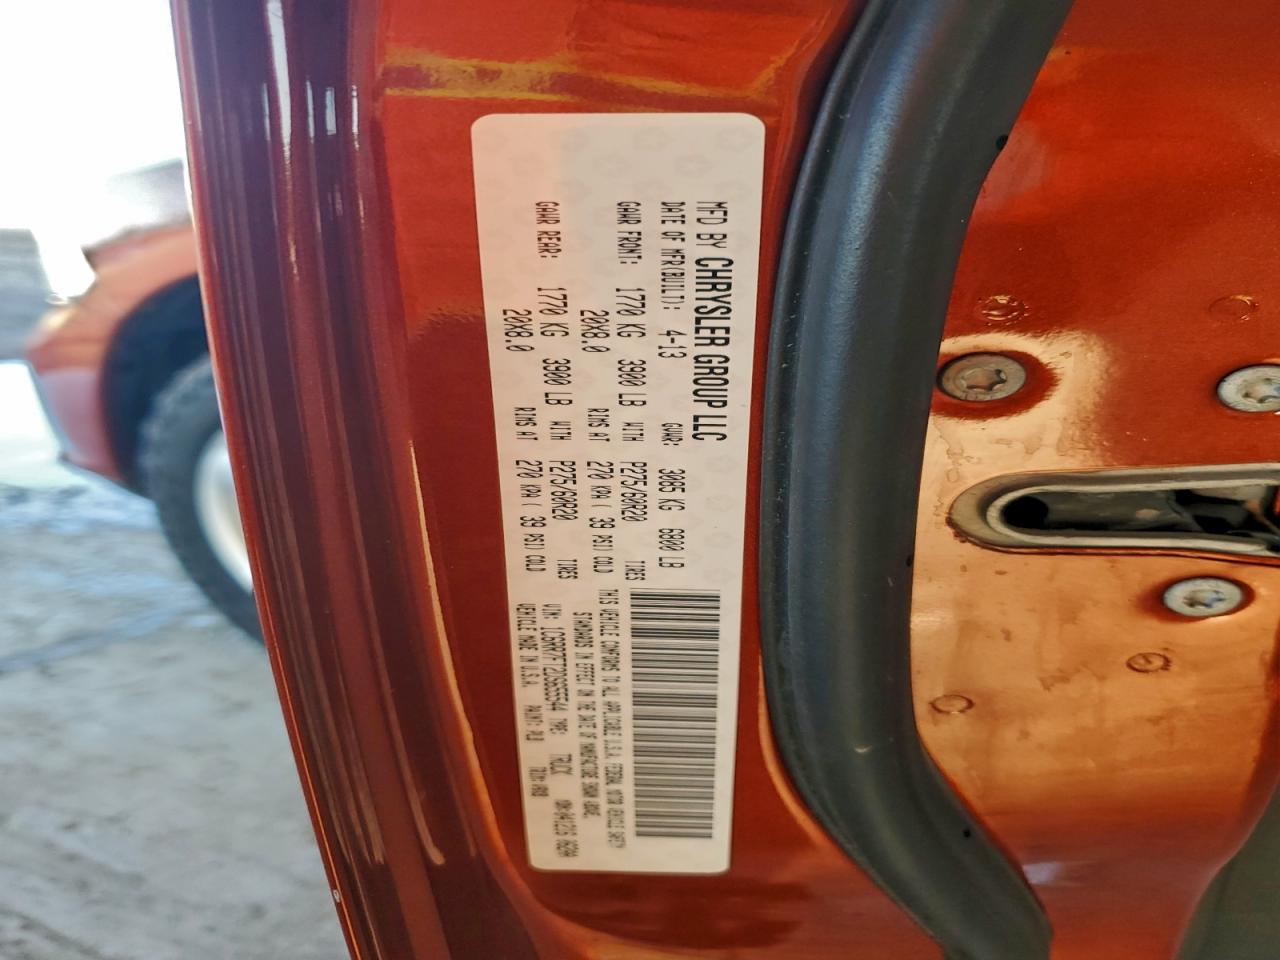 MFD BY CHRYSLER GROUP LLC
DATE OF MFR(BUILT): 4-13 GVWR: 3085 KG 6800 LB
GAWR FRONT: 1770 KG 3900 LB WITH P275/60R20 TIRES
20X8.0 RIMS AT 270 KPA ( 39 PSI) COLD
GAWR REAR: 1770 KG 3900 LB WITH P275/60R20 TIRES
20X8.0 RIMS AT 270 KPA ( 39 PSI) COLD
THIS VEHICLE CONFORMS TO ALL APPLICABLE U.S.A. FEDERAL MOTOR VEHICLE SAFETY
STANDARDS IN EFFECT ON THE DATE OF MANUFACTURE SHOWN ABOVE.
VIN: TYPE: TRUCK
VEHICLE MADE IN U.S.A. PAINT: TRIM: